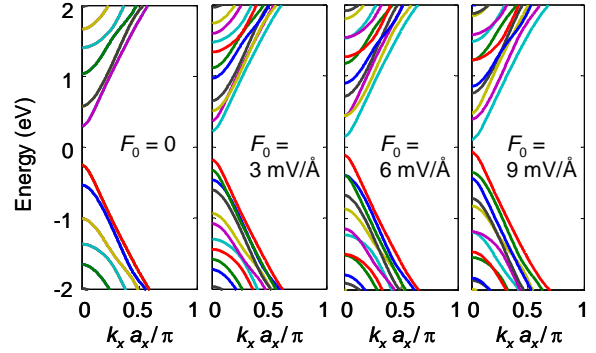 Energy (eV)
2
1
0
-1
-2
F₀ = 0
F₀ =
3 mV/Å
F₀ =
6 mV/Å
F₀ =
9 mV/Å
0 0.5 1
0 0.5 1
0 0.5 1
0 0.5 1
kₓ aₓ/ π
kₓ aₓ/ π
kₓ aₓ/ π
kₓ aₓ/ π